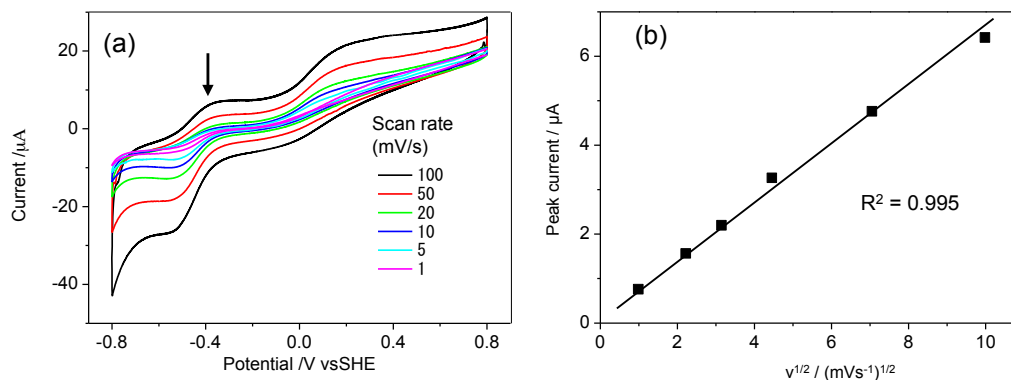 (a)
Current /μA
20
0
-20
-40
-0.8
-0.4
0.0
0.4
0.8
Potential /V vsSHE
Scan rate
(mV/s)
100
50
20
10
5
1
(b)
Peak current / μA
6
4
2
0
0
2
4
6
8
10
R² = 0.995
v¹/² / (mVs⁻¹)¹/²